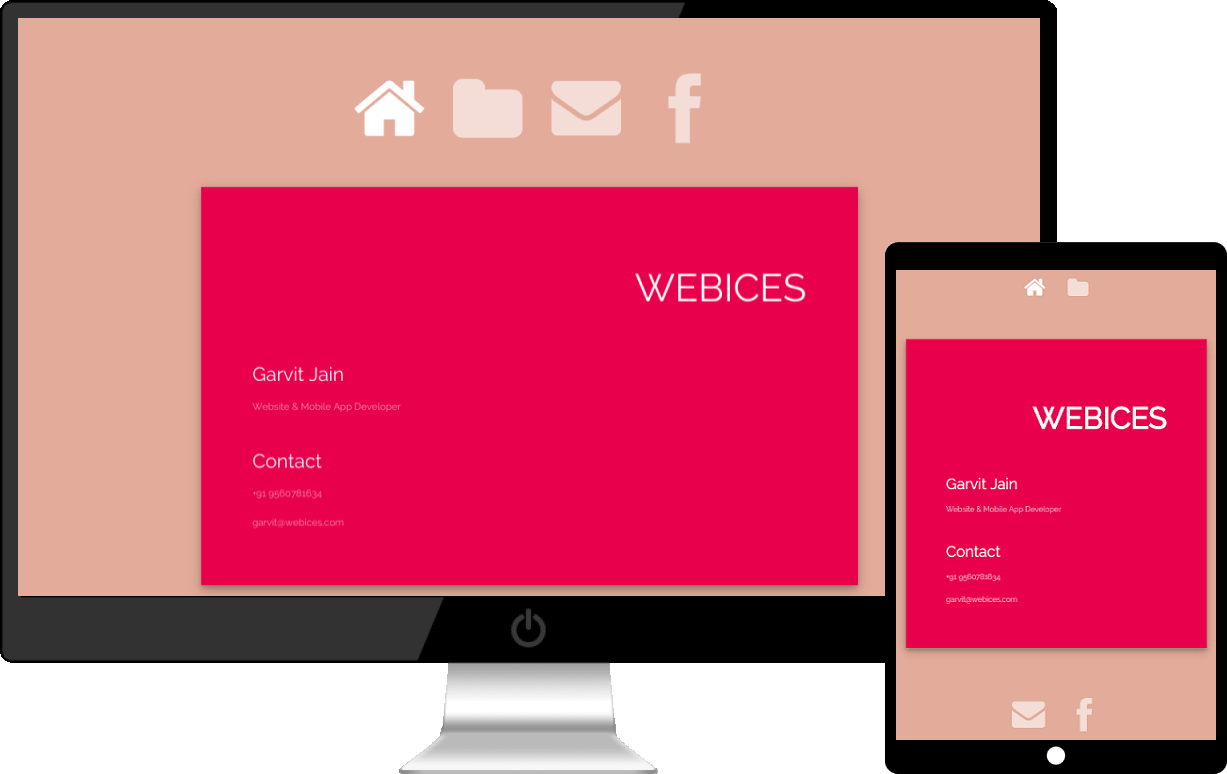 WEBICES
Garvit Jain
Website & Mobile App Developer
Contact
+91 9560781634
garvit@webices.com
WEBICES
Garvit Jain
Website & Mobile App Developer
Contact
+91 9560781634
garvit@webices.com